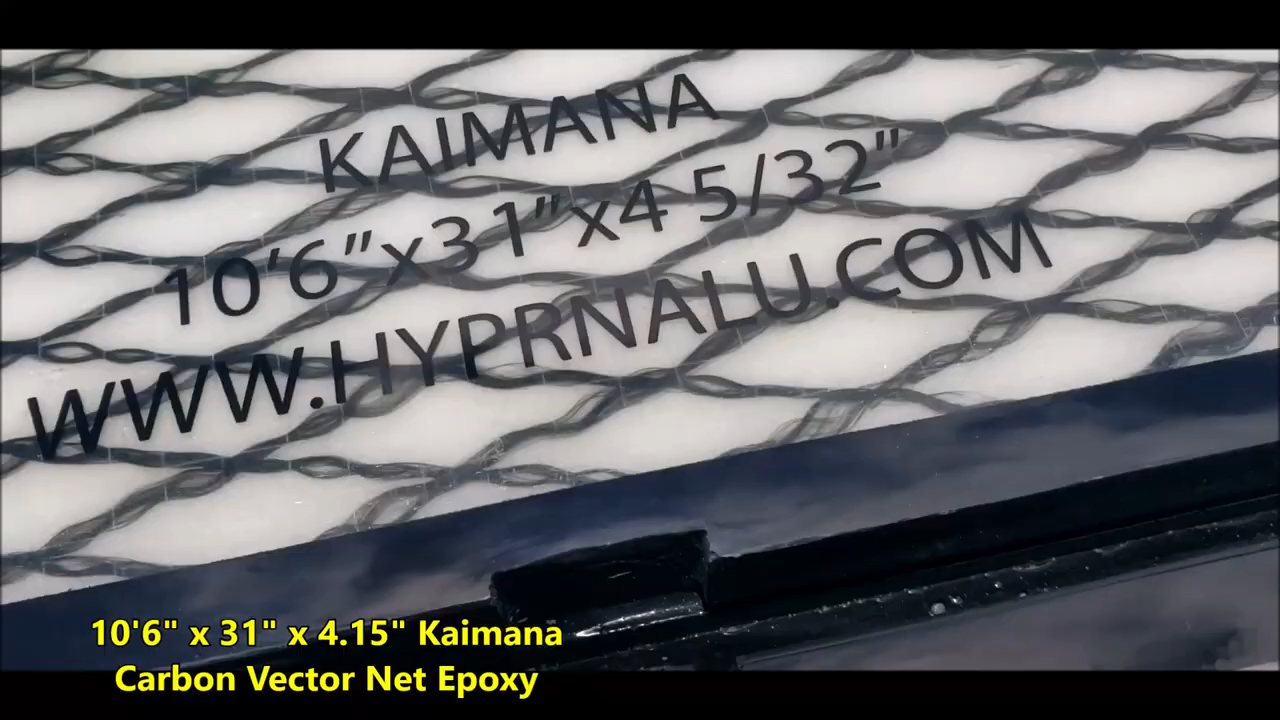 KAIMANA
10'6"x31"x4 5/32"
WWW.HYPRNALU.COM
10'6" x 31" x 4.15" Kaimana
Carbon Vector Net Epoxy